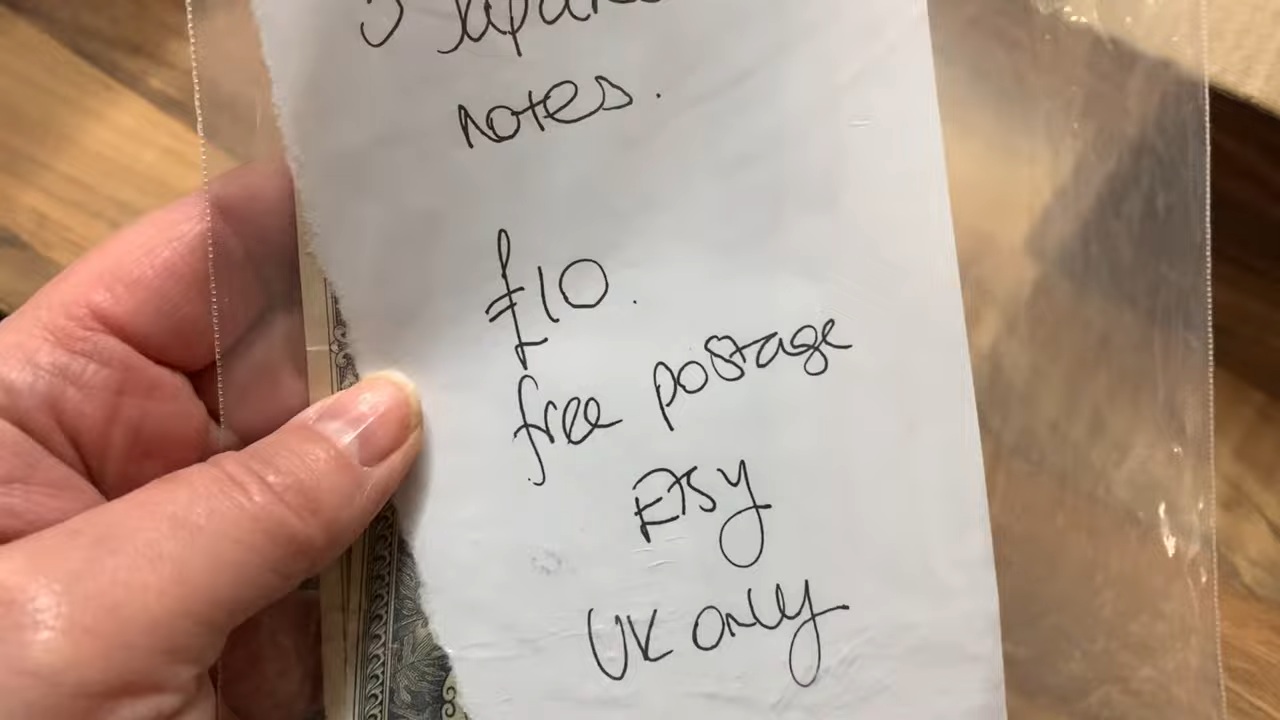 notes.
£10.
free postage
Etsy
UK only